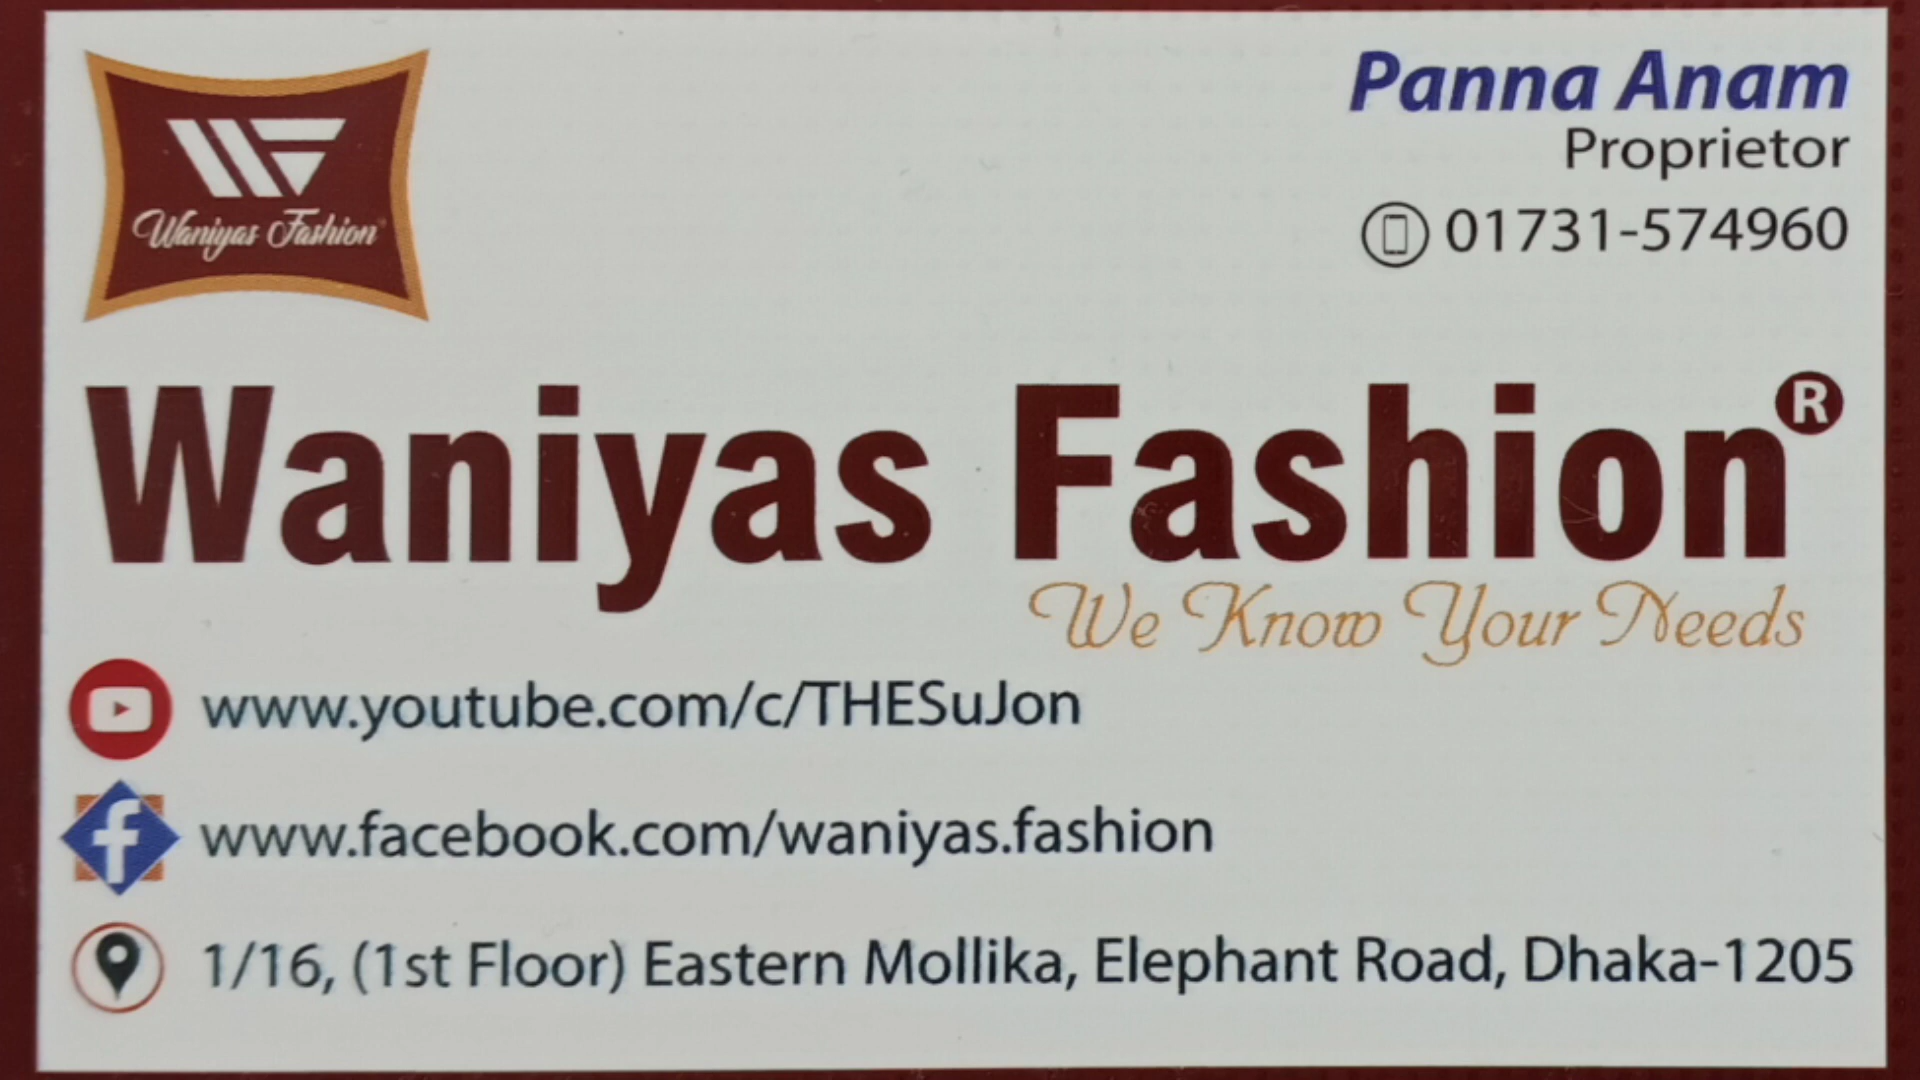 WF
Waniyas Fashion
Panna Anam
Proprietor
01731-574960
Waniyas Fashion®
We Know Your Needs
www.youtube.com/c/THESuJon
www.facebook.com/waniyas.fashion
1/16, (1st Floor) Eastern Mollika, Elephant Road, Dhaka-1205